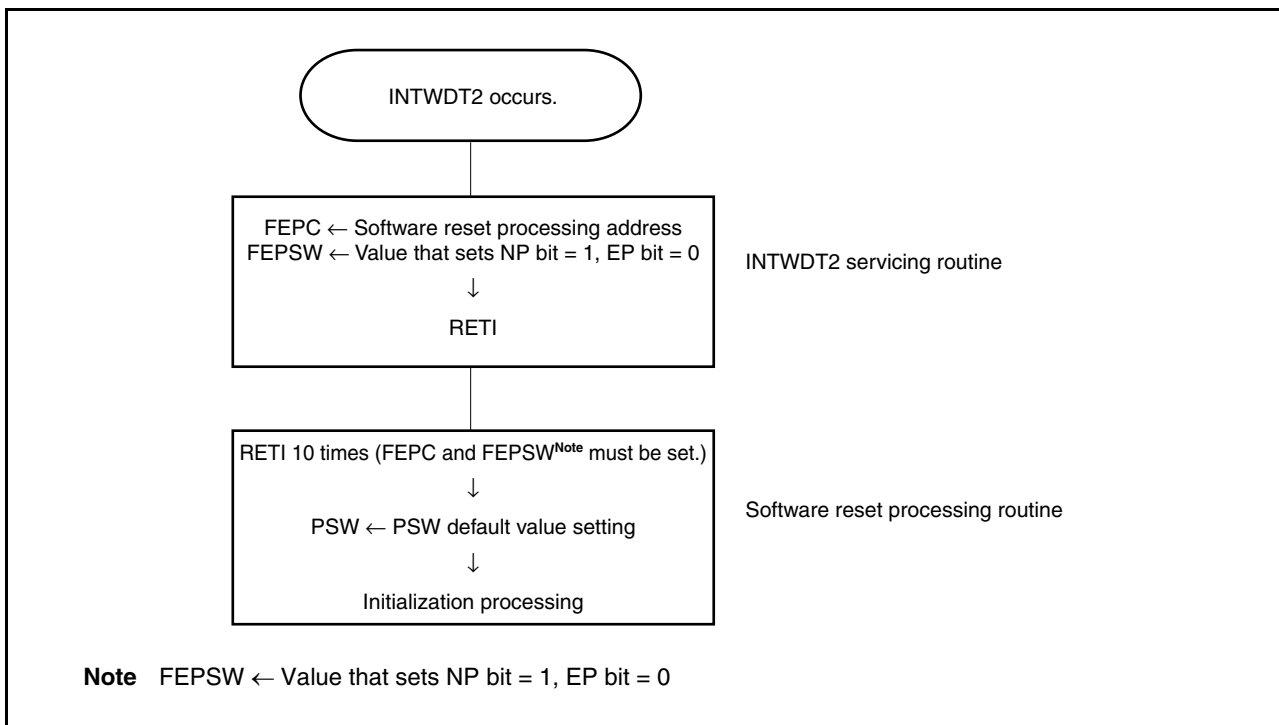 INTWDT2 occurs.
FEPC ← Software reset processing address
FEPSW ← Value that sets NP bit = 1, EP bit = 0
↓
RETI
INTWDT2 servicing routine
RETI 10 times (FEPC and FEPSWNote must be set.)
↓
PSW ← PSW default value setting
↓
Initialization processing
Software reset processing routine
Note FEPSW ← Value that sets NP bit = 1, EP bit = 0